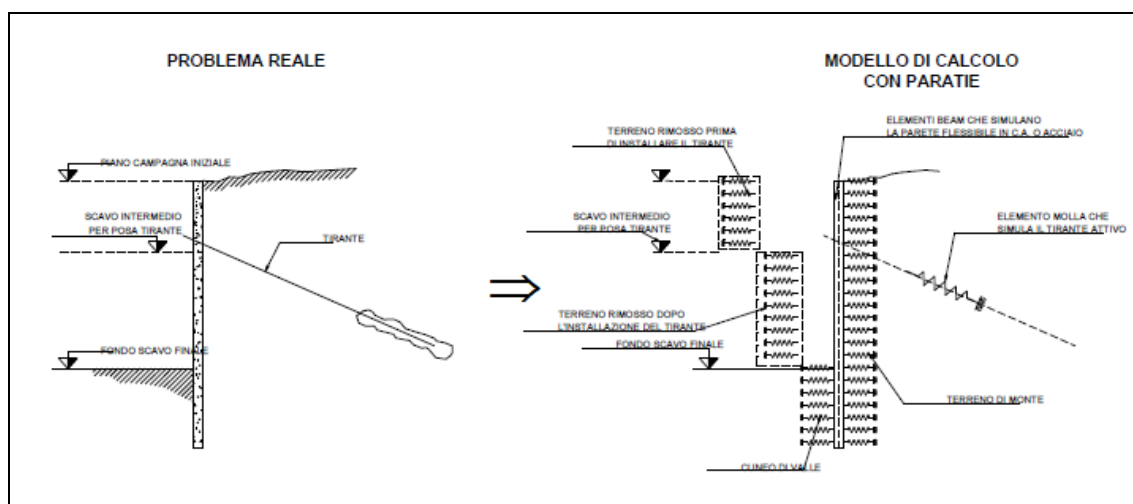 PROBLEMA REALE
PIANO CAMPAGNA INIZIALE
SCAVO INTERMEDIO
PER POSA TIRANTE
TIRANTE
FONDO SCAVO FINALE
MODELLO DI CALCOLO
CON PARATIE
ELEMENTI BEAM CHE SIMULANO
LA PARETE FLESSIBILE IN C.A. O ACCIAIO
TERRENO RIMOSSO PRIMA
DI INSTALLARE IL TIRANTE
SCAVO INTERMEDIO
PER POSA TIRANTE
ELEMENTO MOLLA CHE
SIMULA IL TIRANTE ATTIVO
TERRENO RIMOSSO DOPO
L'INSTALLAZIONE DEL TIRANTE
FONDO SCAVO FINALE
TERRENO DI MONTE
CUNEO DI VALLE